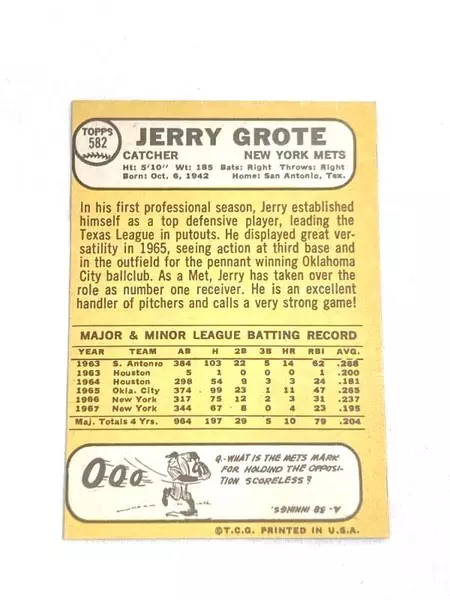 TOPPS
582
JERRY GROTE
CATCHER NEW YORK METS
Ht: 5'10" Wt: 185 Bats: Right Throws: Right
Born: Oct. 6, 1942 Home: San Antonio, Tex.
In his first professional season, Jerry established
himself as a top defensive player, leading the
Texas League in putouts. He displayed great ver-
satility in 1965, seeing action at third base and
in the outfield for the pennant winning Oklahoma
City ballclub. As a Met, Jerry has taken over the
role as number one receiver. He is an excellent
handler of pitchers and calls a very strong game!
MAJOR & MINOR LEAGUE BATTING RECORD
YEAR TEAM AB H 2B 3B HR RBI AVG.
1963 S. Antonio 384 103 22 5 14 62 .268
1963 Houston 5 1 0 0 0 1 .200
1964 Houston 298 54 9 3 3 24 .181
1965 Okla. City 374 99 23 1 11 47 .265
1966 New York 317 75 12 2 3 31 .237
1967 New York 344 67 8 0 4 23 .195
Maj. Totals 4 Yrs. 964 197 29 5 10 79 .204
OOO
Q-WHAT IS THE METS MARK
FOR HOLDING THE OPPOSI-
TION SCORELESS?
A- 38 INNINGS.
©T.C.G. PRINTED IN U.S.A.